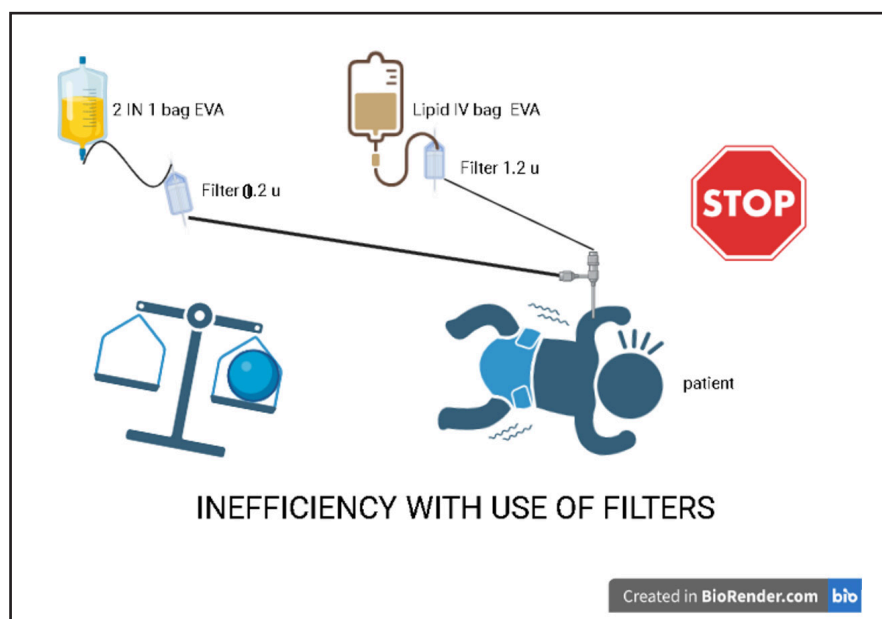 2 IN 1 bag EVA
Lipid IV bag EVA
Filter 0.2 u
Filter 1.2 u
STOP
patient
INEFFICIENCY WITH USE OF FILTERS
Created in BioRender.com bio